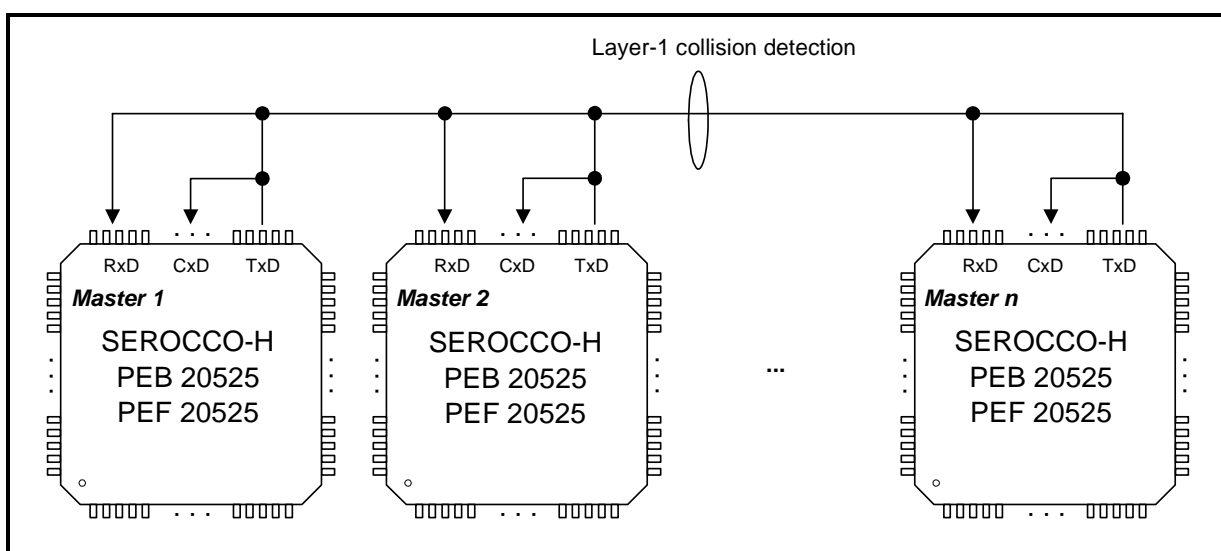 Layer-1 collision detection
RxD CxD TxD
Master 1
SEROCCO-H
PEB 20525
PEF 20525
RxD CxD TxD
Master 2
SEROCCO-H
PEB 20525
PEF 20525
...
RxD CxD TxD
Master n
SEROCCO-H
PEB 20525
PEF 20525